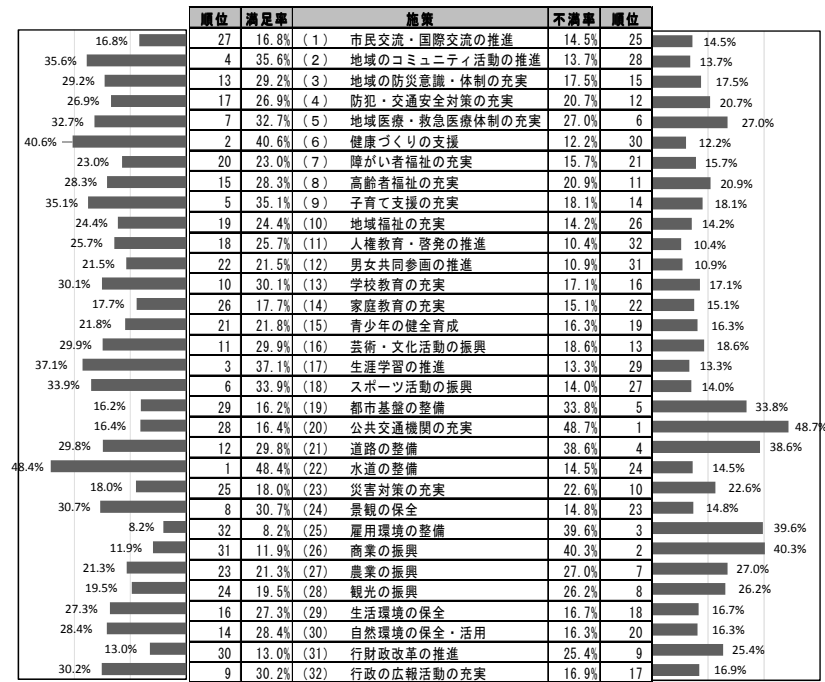 順位 満足率 施策 不満率 順位
16.8% 27 16.8% (1) 市民交流・国際交流の推進 14.5% 25 14.5%
35.6% 4 35.6% (2) 地域のコミュニティ活動の推進 13.7% 28 13.7%
29.2% 13 29.2% (3) 地域の防災意識・体制の充実 17.5% 15 17.5%
26.9% 17 26.9% (4) 防犯・交通安全対策の充実 20.7% 12 20.7%
32.7% 7 32.7% (5) 地域医療・救急医療体制の充実 27.0% 6 27.0%
40.6% 2 40.6% (6) 健康づくりの支援 12.2% 30 12.2%
23.0% 20 23.0% (7) 障がい者福祉の充実 15.7% 21 15.7%
28.3% 15 28.3% (8) 高齢者福祉の充実 20.9% 11 20.9%
35.1% 5 35.1% (9) 子育て支援の充実 18.1% 14 18.1%
24.4% 19 24.4% (10) 地域福祉の充実 14.2% 26 14.2%
25.7% 18 25.7% (11) 人権教育・啓発の推進 10.4% 32 10.4%
21.5% 22 21.5% (12) 男女共同参画の推進 10.9% 31 10.9%
30.1% 10 30.1% (13) 学校教育の充実 17.1% 16 17.1%
17.7% 26 17.7% (14) 家庭教育の充実 15.1% 22 15.1%
21.8% 21 21.8% (15) 青少年の健全育成 16.3% 19 16.3%
29.9% 11 29.9% (16) 芸術・文化活動の振興 18.6% 13 18.6%
37.1% 3 37.1% (17) 生涯学習の推進 13.3% 29 13.3%
33.9% 6 33.9% (18) スポーツ活動の振興 14.0% 27 14.0%
16.2% 29 16.2% (19) 都市基盤の整備 33.8% 5 33.8%
16.4% 28 16.4% (20) 公共交通機関の充実 48.7% 1 48.7%
29.8% 12 29.8% (21) 道路の整備 38.6% 4 38.6%
48.4% 1 48.4% (22) 水道の整備 14.5% 24 14.5%
18.0% 25 18.0% (23) 災害対策の充実 22.6% 10 22.6%
30.7% 8 30.7% (24) 景観の保全 14.8% 23 14.8%
8.2% 32 8.2% (25) 雇用環境の整備 39.6% 3 39.6%
11.9% 31 11.9% (26) 商業の振興 40.3% 2 40.3%
21.3% 23 21.3% (27) 農業の振興 27.0% 7 27.0%
19.5% 24 19.5% (28) 観光の振興 26.2% 8 26.2%
27.3% 16 27.3% (29) 生活環境の保全 16.7% 18 16.7%
28.4% 14 28.4% (30) 自然環境の保全・活用 16.3% 20 16.3%
13.0% 30 13.0% (31) 行財政改革の推進 25.4% 9 25.4%
30.2% 9 30.2% (32) 行政の広報活動の充実 16.9% 17 16.9%